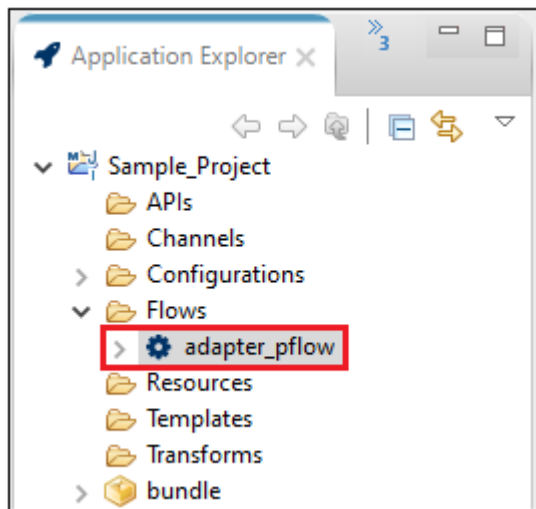 Application Explorer
3
Sample_Project
APIs
Channels
Configurations
Flows
adapter_pflow
Resources
Templates
Transforms
bundle